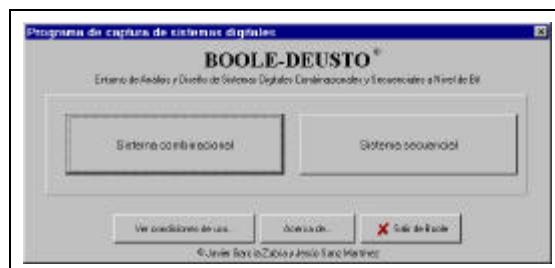 Programa de captura de sistemas digitales
BOOLE-DEUSTO ®
Entorno de Análisis y Diseño de Sistemas Digitales Combinacionales y Secuenciales a Nivel de Bit
Sistema combinacional
Sistema secuencial
Ver condiciones de uso...
Acerca de...
Salir de Boole
© Javier García Zubia y Jesús Sanz Martínez